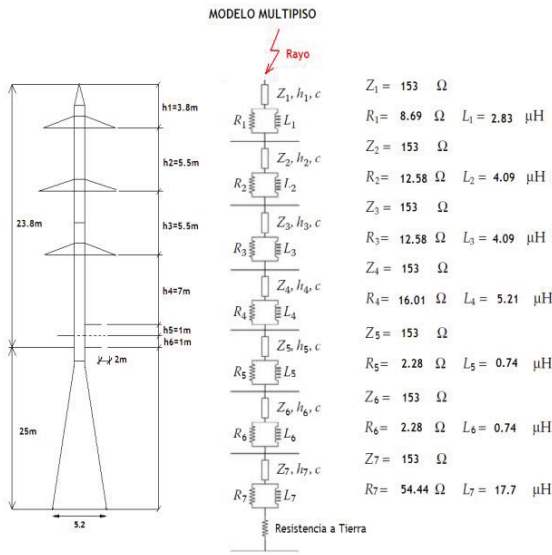 MODELO MULTIPISO
Rayo
h1=3.8m
h2=5.5m
h3=5.5m
h4=7m
h5=1m
h6=1m
23.8m
2m
25m
5.2
Z1, h1, c
R1 L1
Z2, h2, c
R2 L2
Z3, h3, c
R3 L3
Z4, h4, c
R4 L4
Z5, h5, c
R5 L5
Z6, h6, c
R6 L6
Z7, h7, c
R7 L7
Resistencia a Tierra
Z1 = 153 Ω
R1= 8.69 Ω L1 = 2.83 μH
Z2 = 153 Ω
R2= 12.58 Ω L2 = 4.09 μH
Z3 = 153 Ω
R3= 12.58 Ω L3 = 4.09 μH
Z4 = 153 Ω
R4= 16.01 Ω L4 = 5.21 μH
Z5= 153 Ω
R5= 2.28 Ω L5 = 0.74 μH
Z6= 153 Ω
R6= 2.28 Ω L6 = 0.74 μH
Z7= 153 Ω
R7= 54.44 Ω L7 = 17.7 μH